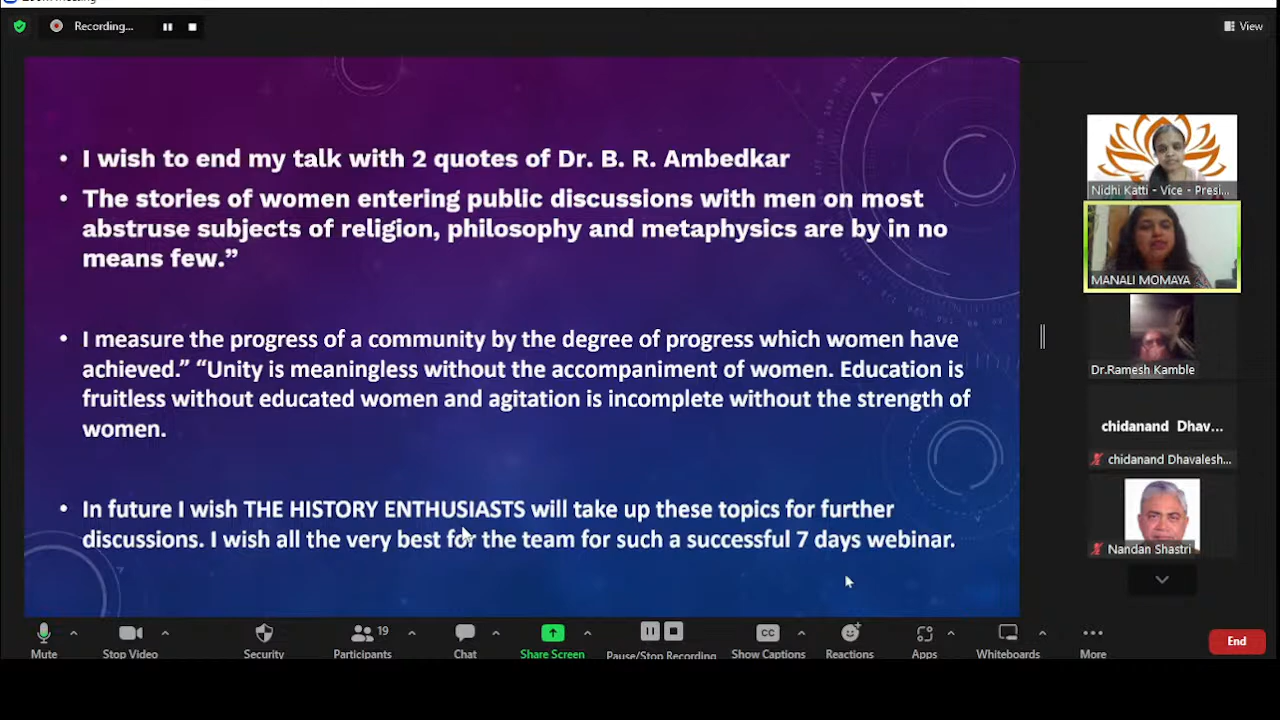 Recording...
View
• I wish to end my talk with 2 quotes of Dr. B. R. Ambedkar
• The stories of women entering public discussions with men on most
abstruse subjects of religion, philosophy and metaphysics are by in no
means few.”
• I measure the progress of a community by the degree of progress which women have
achieved.” “Unity is meaningless without the accompaniment of women. Education is
fruitless without educated women and agitation is incomplete without the strength of
women.
• In future I wish THE HISTORY ENTHUSIASTS will take up these topics for further
discussions. I wish all the very best for the team for such a successful 7 days webinar.
Nidhi Katti - Vice - Presi...
MANALI MOMAYA
Dr.Ramesh Kamble
chidanand Dhav...
chidanand Dhavalesh...
Nandan Shastri
19
Mute
Stop Video
Security
Participants
Chat
Share Screen
Pause/Stop Recording
CC
Show Captions
Reactions
Apps
Whiteboards
More
End